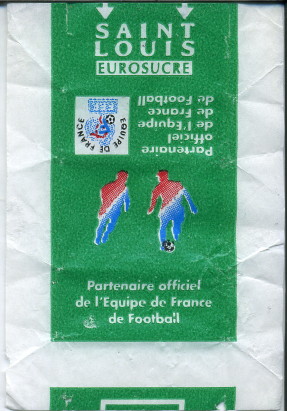 SAINT
LOUIS
EUROSUCRE
Partenaire
officiel
de l'Equipe
de France
de Football
EQUIPE DE FRANCE
Partenaire officiel
de l'Equipe de France
de Football